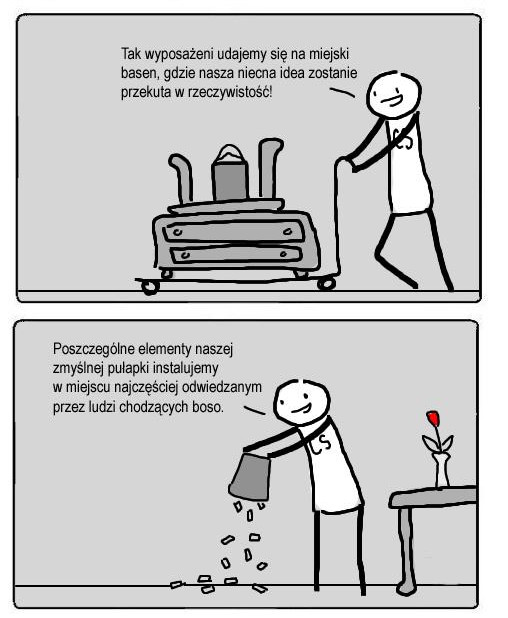 Tak wyposażeni udajemy się na miejski
basen, gdzie nasza niecna idea zostanie
przekuta w rzeczywistość!
CS
Poszczególne elementy naszej
zmyślnej pułapki instalujemy
w miejscu najczęściej odwiedzanym
przez ludzi chodzących boso.
CS